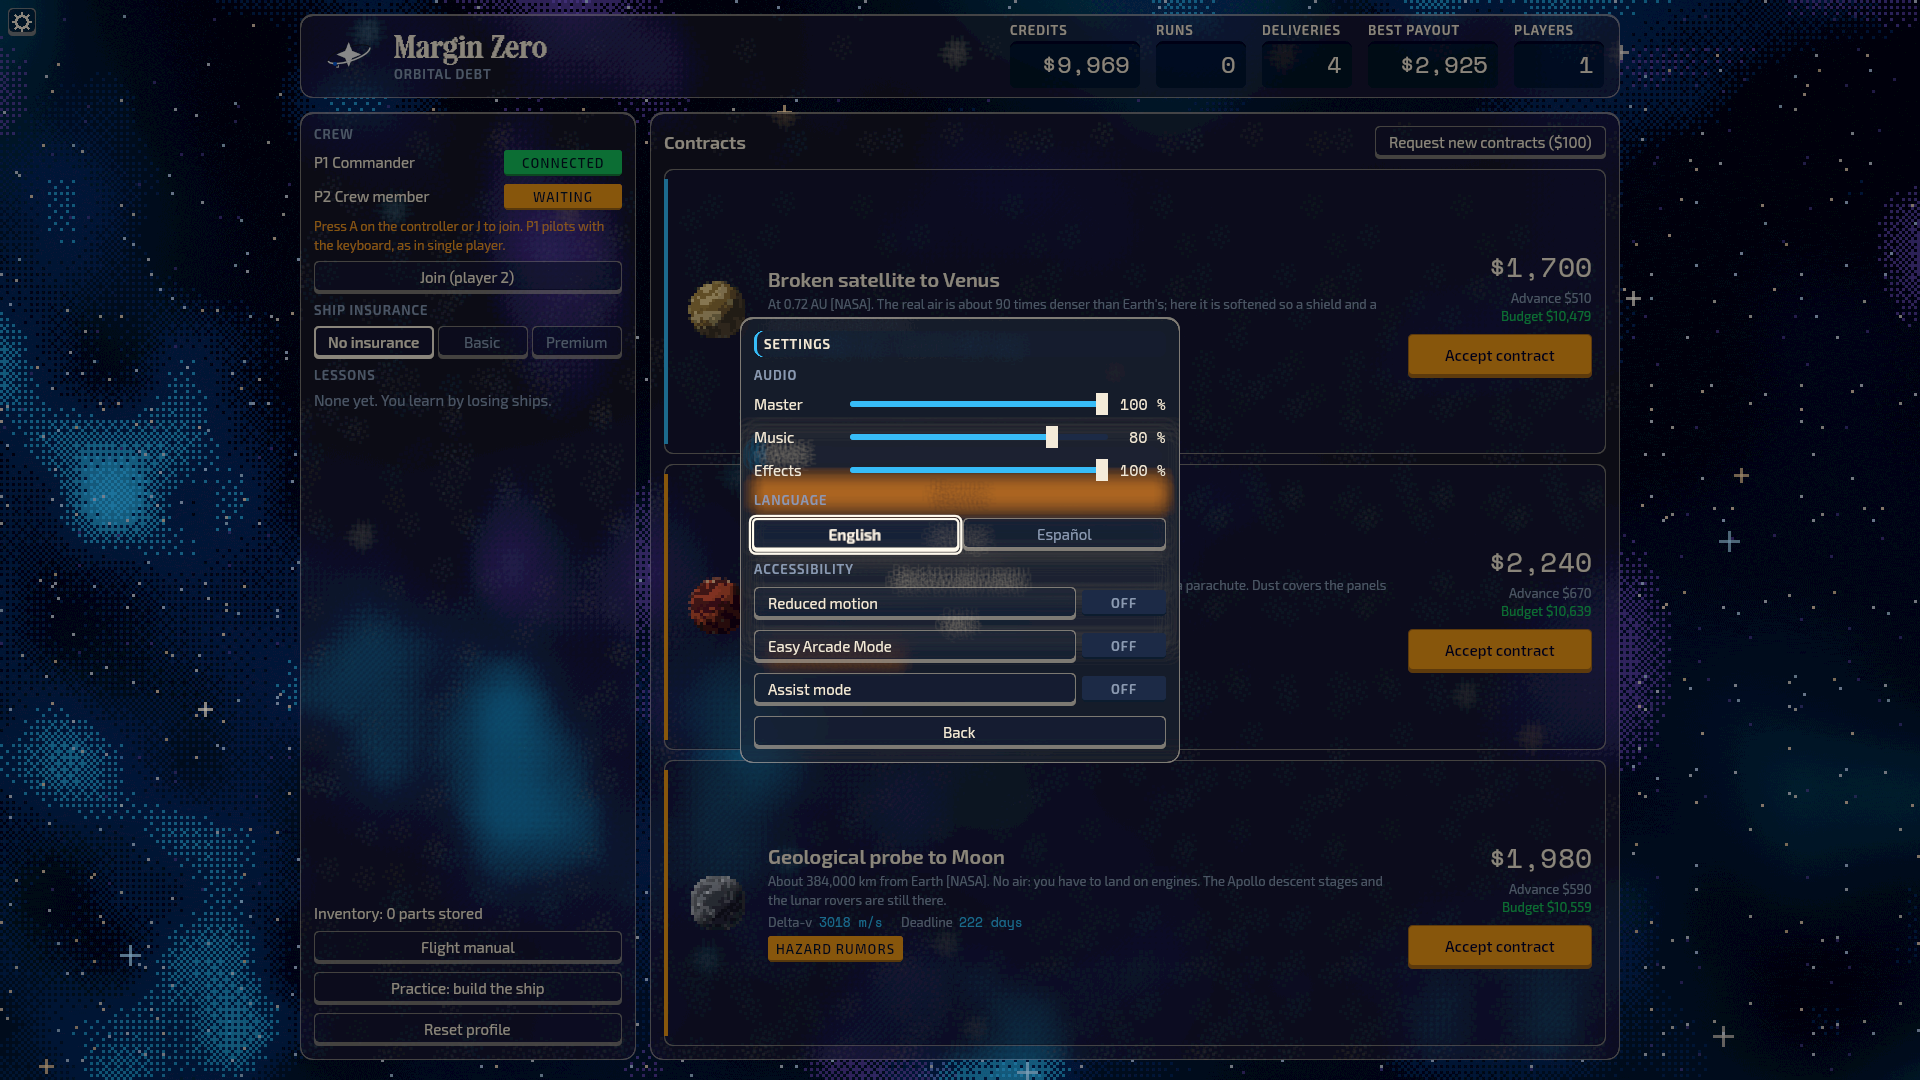 Margin Zero
ORBITAL DEBT
CREDITS
$9,969
RUNS
0
DELIVERIES
4
BEST PAYOUT
$2,925
PLAYERS
1
CREW
P1 Commander
CONNECTED
P2 Crew member
WAITING
Press A on the controller or J to join. P1 pilots with
the keyboard, as in single player.
Join (player 2)
SHIP INSURANCE
No insurance
Basic
Premium
LESSONS
None yet. You learn by losing ships.
Inventory: 0 parts stored
Flight manual
Practice: build the ship
Reset profile
Contracts
Request new contracts ($100)
Broken satellite to Venus
At 0.72 AU [NASA]. The real air is about 90 times denser than Earth's; here it is softened so a shield and a
$1,700
Advance $510
Budget $10,479
Accept contract
parachute. Dust covers the panels
$2,240
Advance $670
Budget $10,639
Accept contract
Geological probe to Moon
About 384,000 km from Earth [NASA]. No air: you have to land on engines. The Apollo descent stages and
the lunar rovers are still there.
Delta-v 3018 m/s Deadline 222 days
HAZARD RUMORS
$1,980
Advance $590
Budget $10,559
Accept contract
SETTINGS
AUDIO
Master
100 %
Music
80 %
Effects
100 %
LANGUAGE
English
Español
ACCESSIBILITY
Reduced motion
OFF
Easy Arcade Mode
OFF
Assist mode
OFF
Back